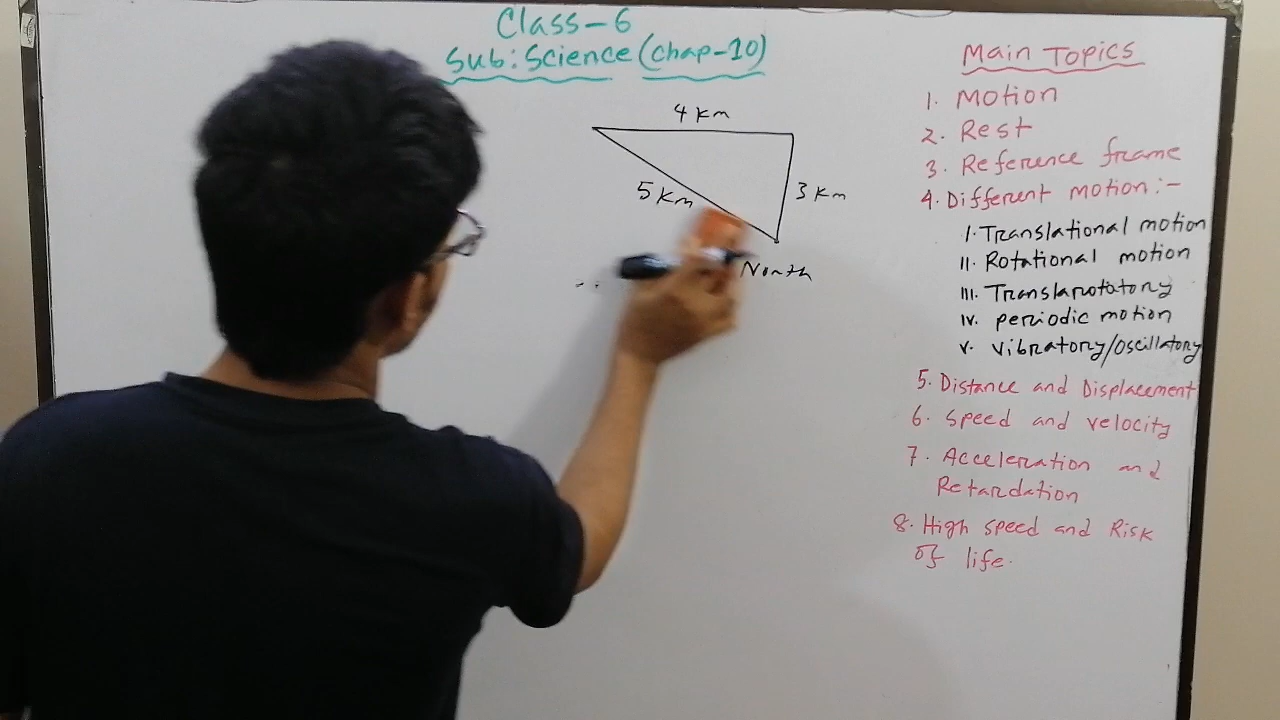 Class-6
Sub: Science (chap-10)
4 km
5 km
3 km
North
Main Topics
1. Motion
2. Rest
3. Reference frame
4. Different motion:-
I. Translational motion
II. Rotational motion
III. Translarotatory
IV. periodic motion
V. vibratory/oscillatory
5. Distance and Displacement
6. Speed and velocity
7. Acceleration and
Retardation
8. High speed and Risk
of life.